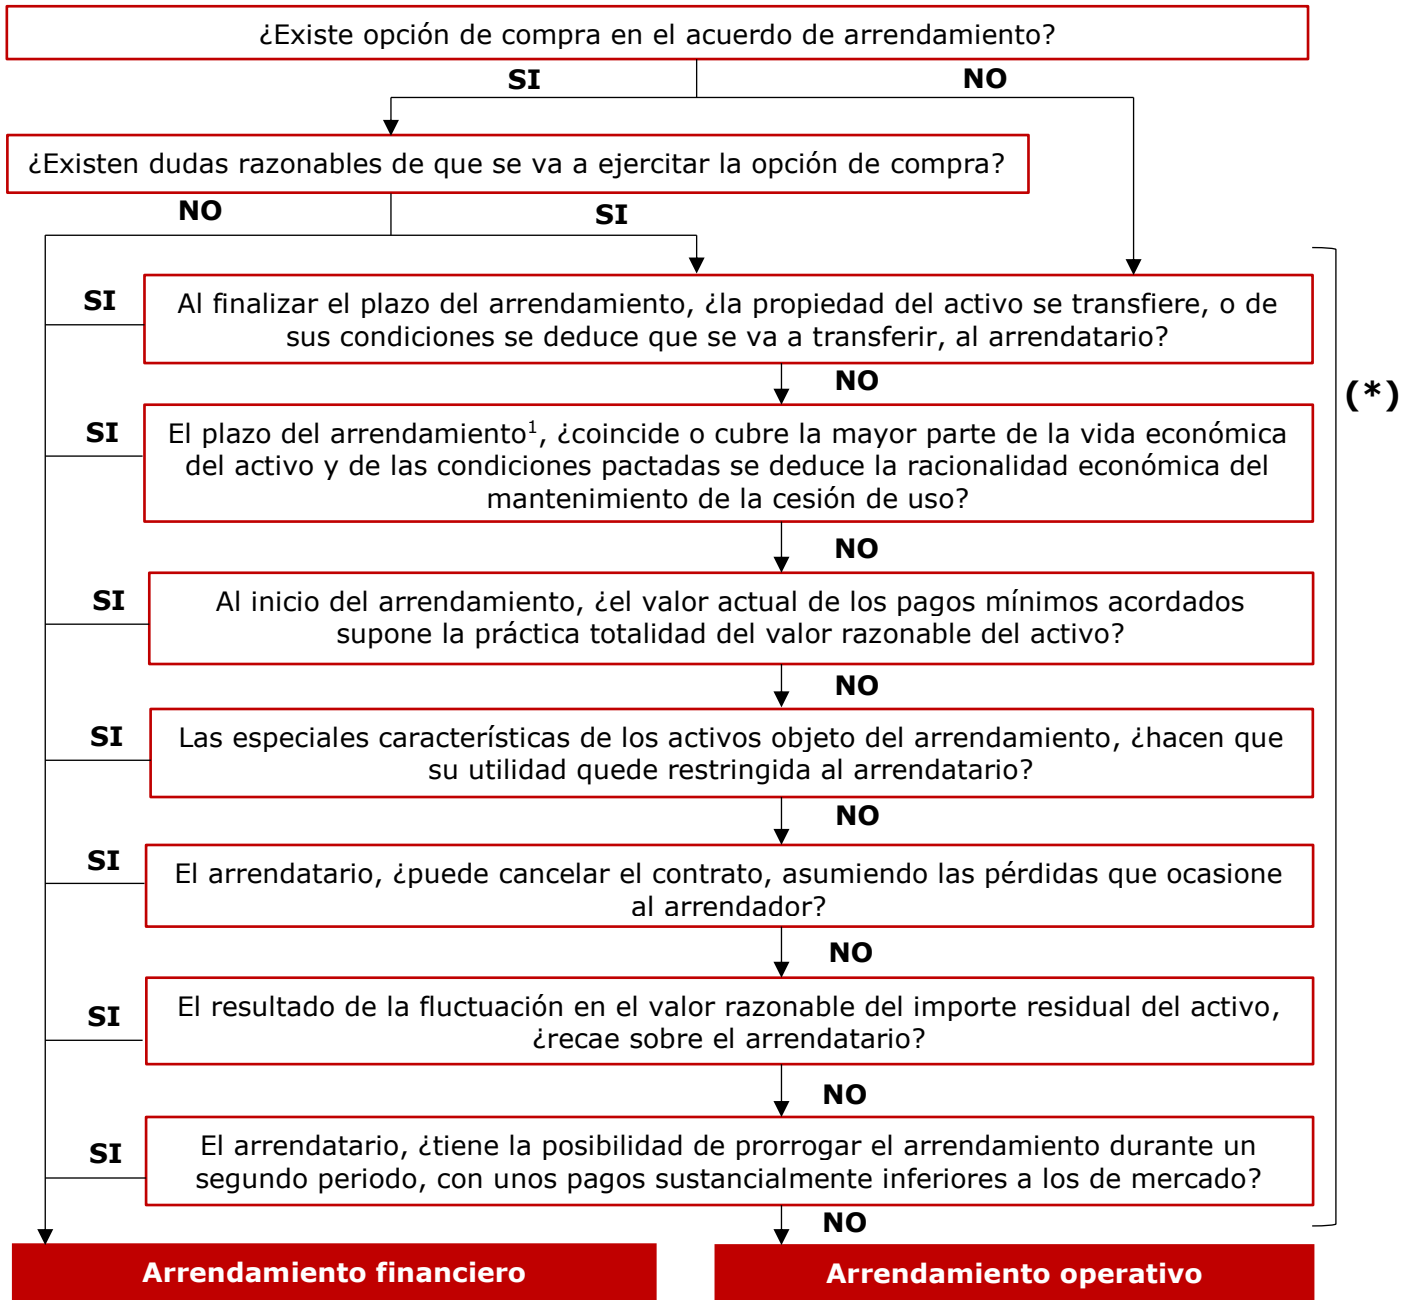 ¿Existe opción de compra en el acuerdo de arrendamiento?
SI
NO
¿Existen dudas razonables de que se va a ejercitar la opción de compra?
NO
SI
SI
Al finalizar el plazo del arrendamiento, ¿la propiedad del activo se transfiere, o de
sus condiciones se deduce que se va a transferir, al arrendatario?
NO
(*)
SI
El plazo del arrendamiento¹, ¿coincide o cubre la mayor parte de la vida económica
del activo y de las condiciones pactadas se deduce la racionalidad económica del
mantenimiento de la cesión de uso?
NO
SI
Al inicio del arrendamiento, ¿el valor actual de los pagos mínimos acordados
supone la práctica totalidad del valor razonable del activo?
NO
SI
Las especiales características de los activos objeto del arrendamiento, ¿hacen que
su utilidad quede restringida al arrendatario?
NO
SI
El arrendatario, ¿puede cancelar el contrato, asumiendo las pérdidas que ocasione
al arrendador?
NO
SI
El resultado de la fluctuación en el valor razonable del importe residual del activo,
¿recae sobre el arrendatario?
NO
SI
El arrendatario, ¿tiene la posibilidad de prorrogar el arrendamiento durante un
segundo periodo, con unos pagos sustancialmente inferiores a los de mercado?
NO
Arrendamiento financiero
Arrendamiento operativo